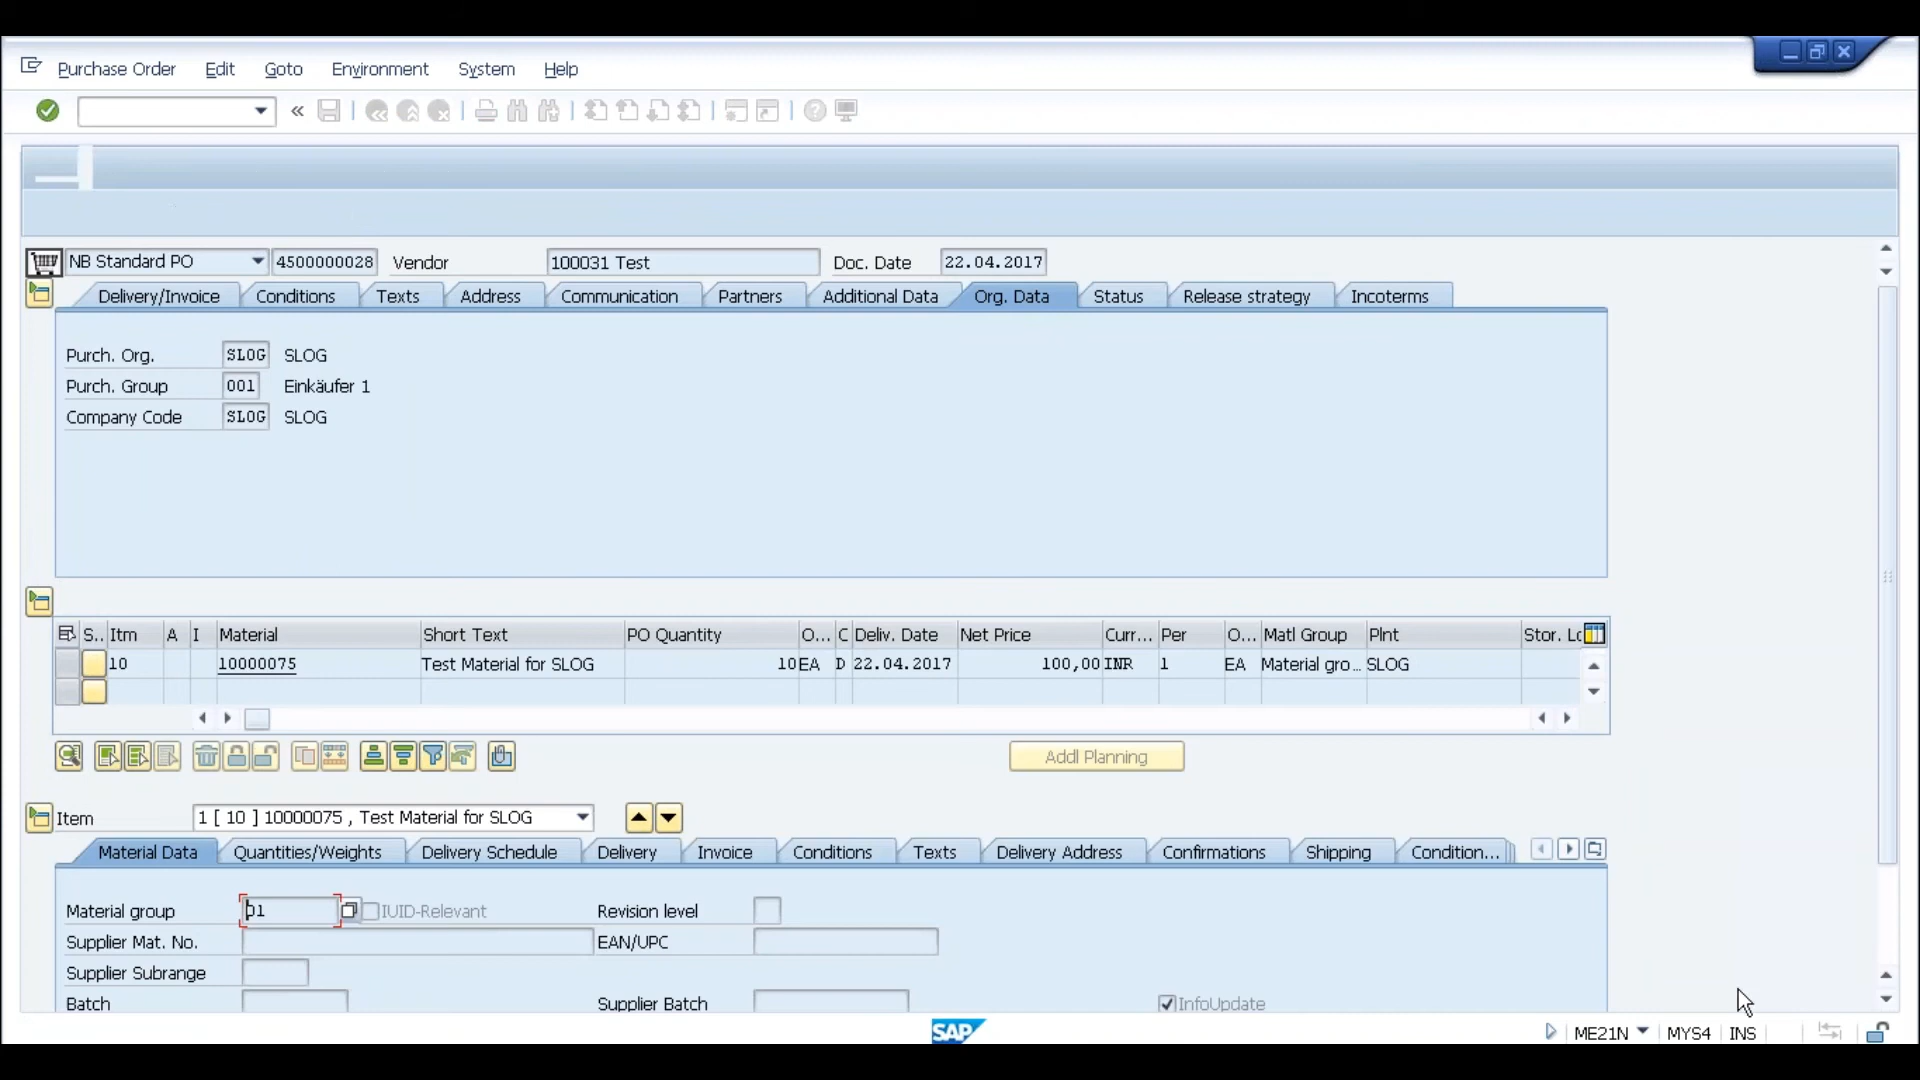 Purchase Order Edit Goto Environment System Help
NB Standard PO 4500000028 Vendor 100031 Test Doc. Date 22.04.2017
Delivery/Invoice Conditions Texts Address Communication Partners Additional Data Org. Data Status Release strategy Incoterms
Purch. Org. SLOG SLOG
Purch. Group 001 Einkäufer 1
Company Code SLOG SLOG
S.. Itm A I Material Short Text PO Quantity O... C Deliv. Date Net Price Curr... Per O... Matl Group Plnt Stor. Lo
10 10000075 Test Material for SLOG 10 EA D 22.04.2017 100,00 INR 1 EA Material gro... SLOG
Addl Planning
Item 1 [ 10 ] 10000075 , Test Material for SLOG
Material Data Quantities/Weights Delivery Schedule Delivery Invoice Conditions Texts Delivery Address Confirmations Shipping Condition...
Material group 01 IUID-Relevant Revision level
Supplier Mat. No. EAN/UPC
Supplier Subrange
Batch Supplier Batch InfoUpdate
SAP ME21N MYS4 INS